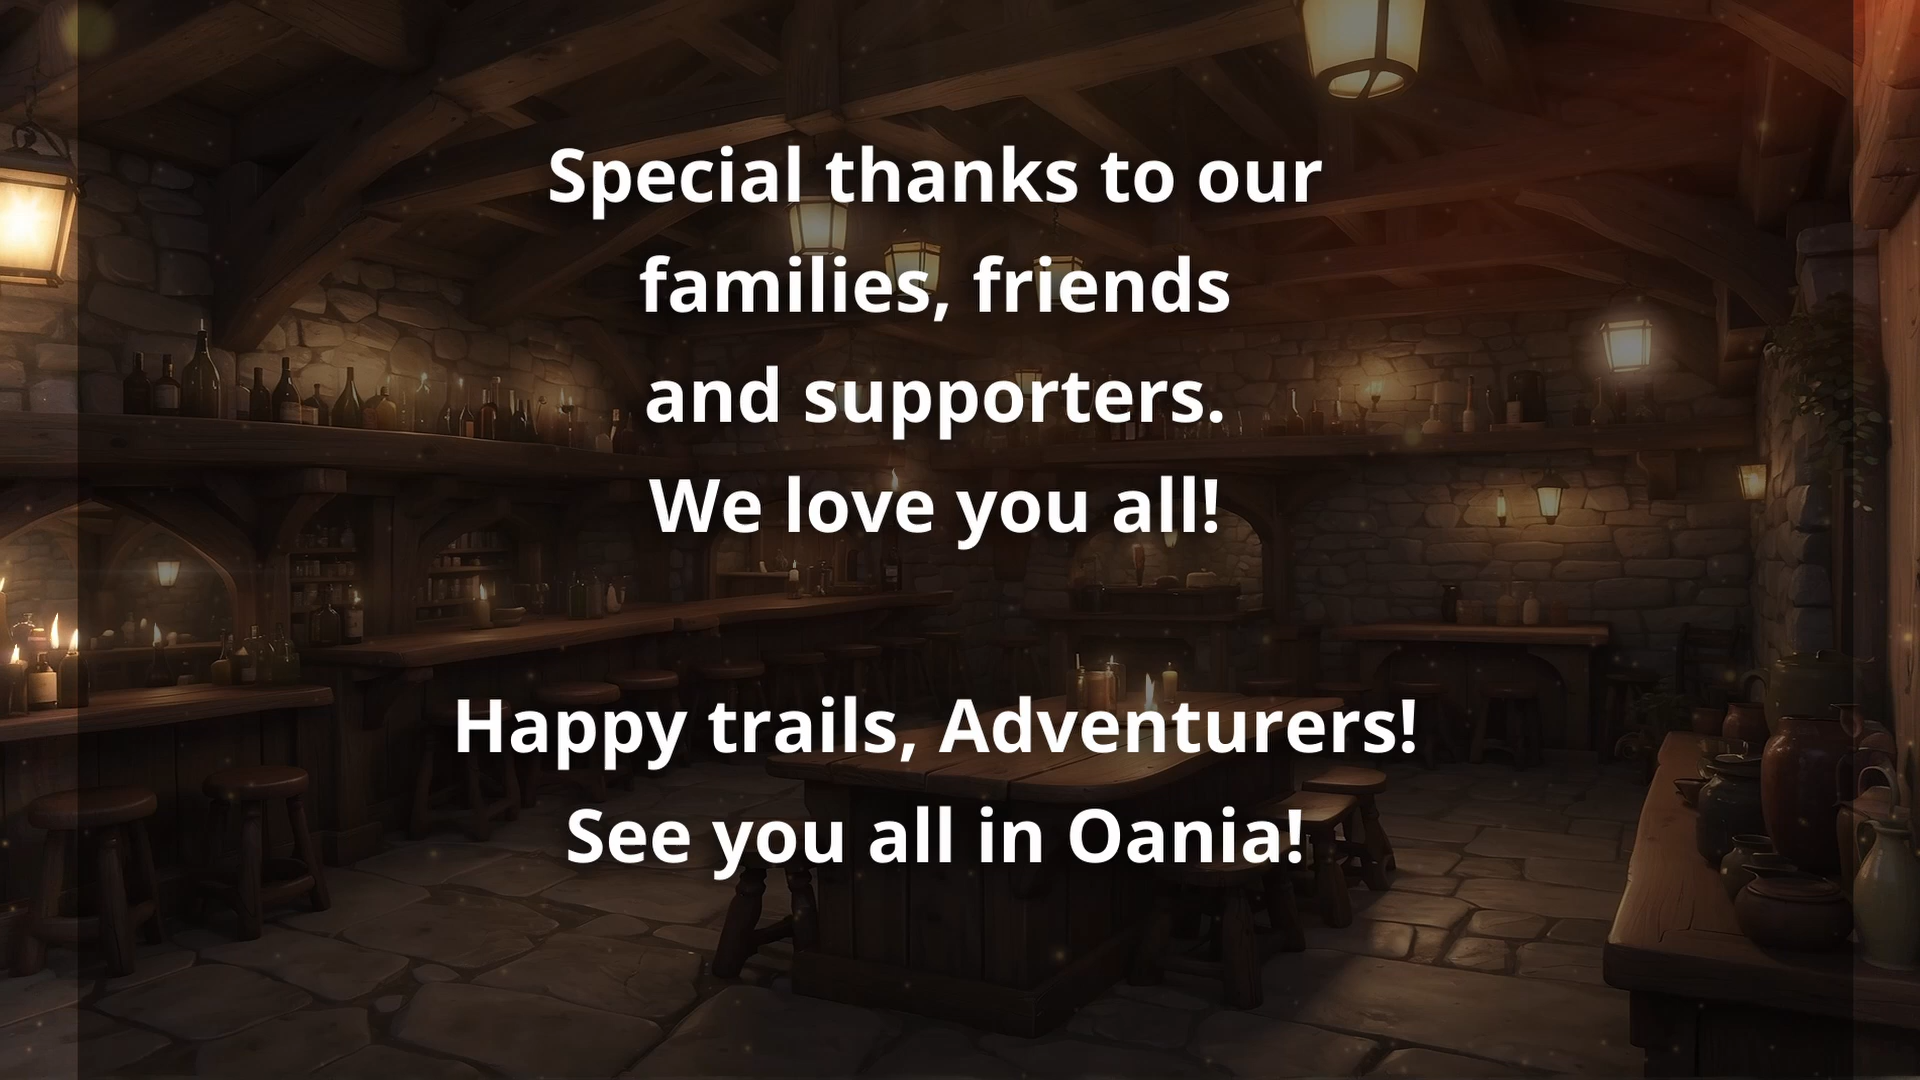 Special thanks to our
families, friends
and supporters.
We love you all!
Happy trails, Adventurers!
See you all in Oania!